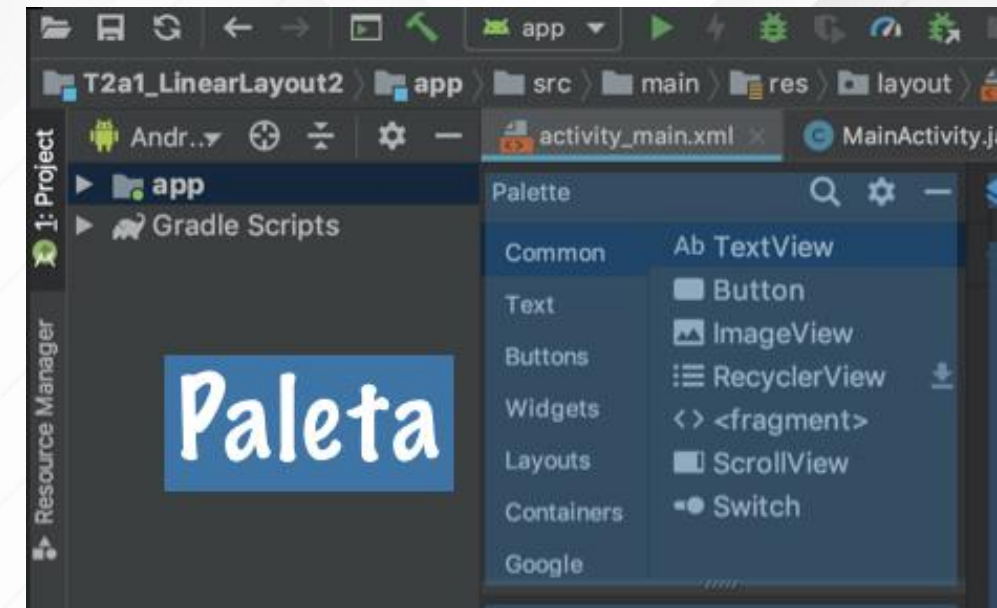 app
T2a1_LinearLayout2 app src main res layout
Andr..
activity_main.xml
MainActivity.ja
1: Project
Resource Manager
app
Gradle Scripts
Paleta
Palette
Common
Text
Buttons
Widgets
Layouts
Containers
Google
Ab TextView
Button
ImageView
RecyclerView
<> <fragment>
ScrollView
Switch